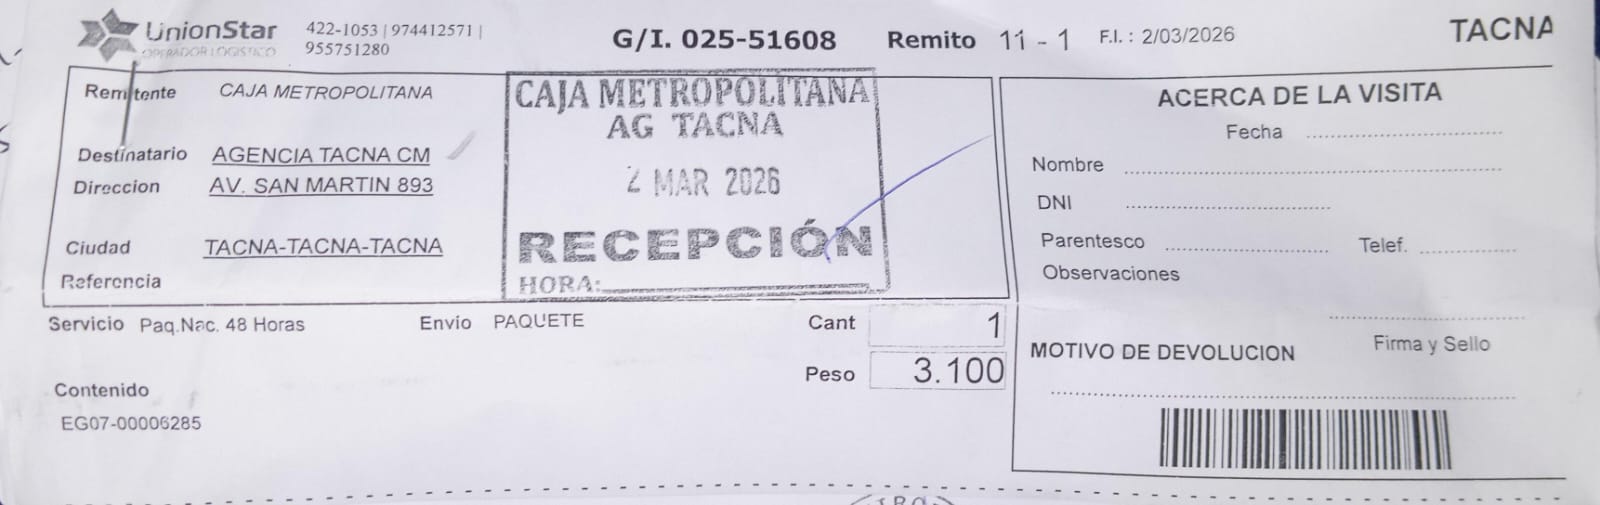 UnionStar
OPERADOR LOGISTICO
422-1053 | 974412571 |
955751280
G/I. 025-51608
Remito 11 - 1
F.I. : 2/03/2026
TACNA
Remitente CAJA METROPOLITANA
Destinatario AGENCIA TACNA CM
Direccion AV. SAN MARTIN 893
Ciudad TACNA-TACNA-TACNA
Referencia
CAJA METROPOLITANA
AG TACNA
2 MAR 2026
RECEPCIÓN
HORA:
ACERCA DE LA VISITA
Fecha
Nombre
DNI
Parentesco Telef.
Observaciones
Firma y Sello
Servicio Paq.Nac. 48 Horas Envio PAQUETE Cant 1
Peso 3.100
Contenido
EG07-00006285
MOTIVO DE DEVOLUCION